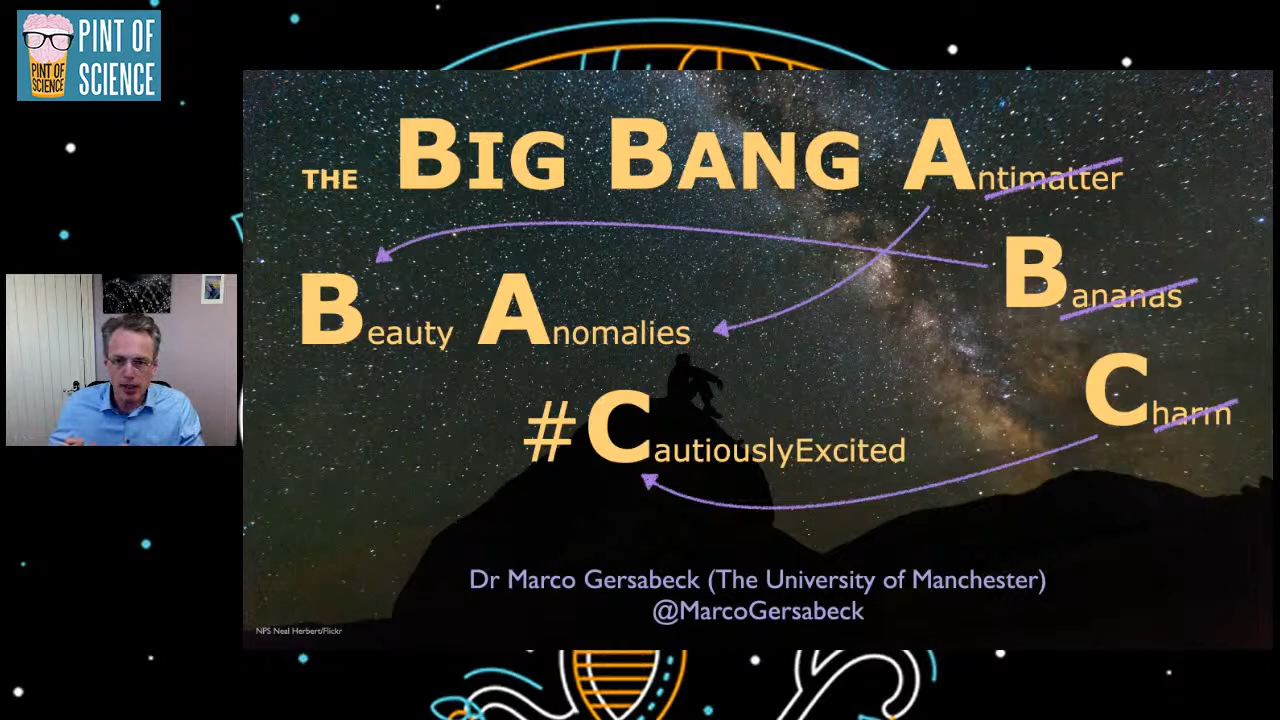 PINT OF
SCIENCE
PINT OF
SCIENCE
THE BIG BANG Antimatter
Bananas
Beauty Anomalies
Charm
#CautiouslyExcited
Dr Marco Gersabeck (The University of Manchester)
@MarcoGersabeck
NPS Neal Herbert/Flickr